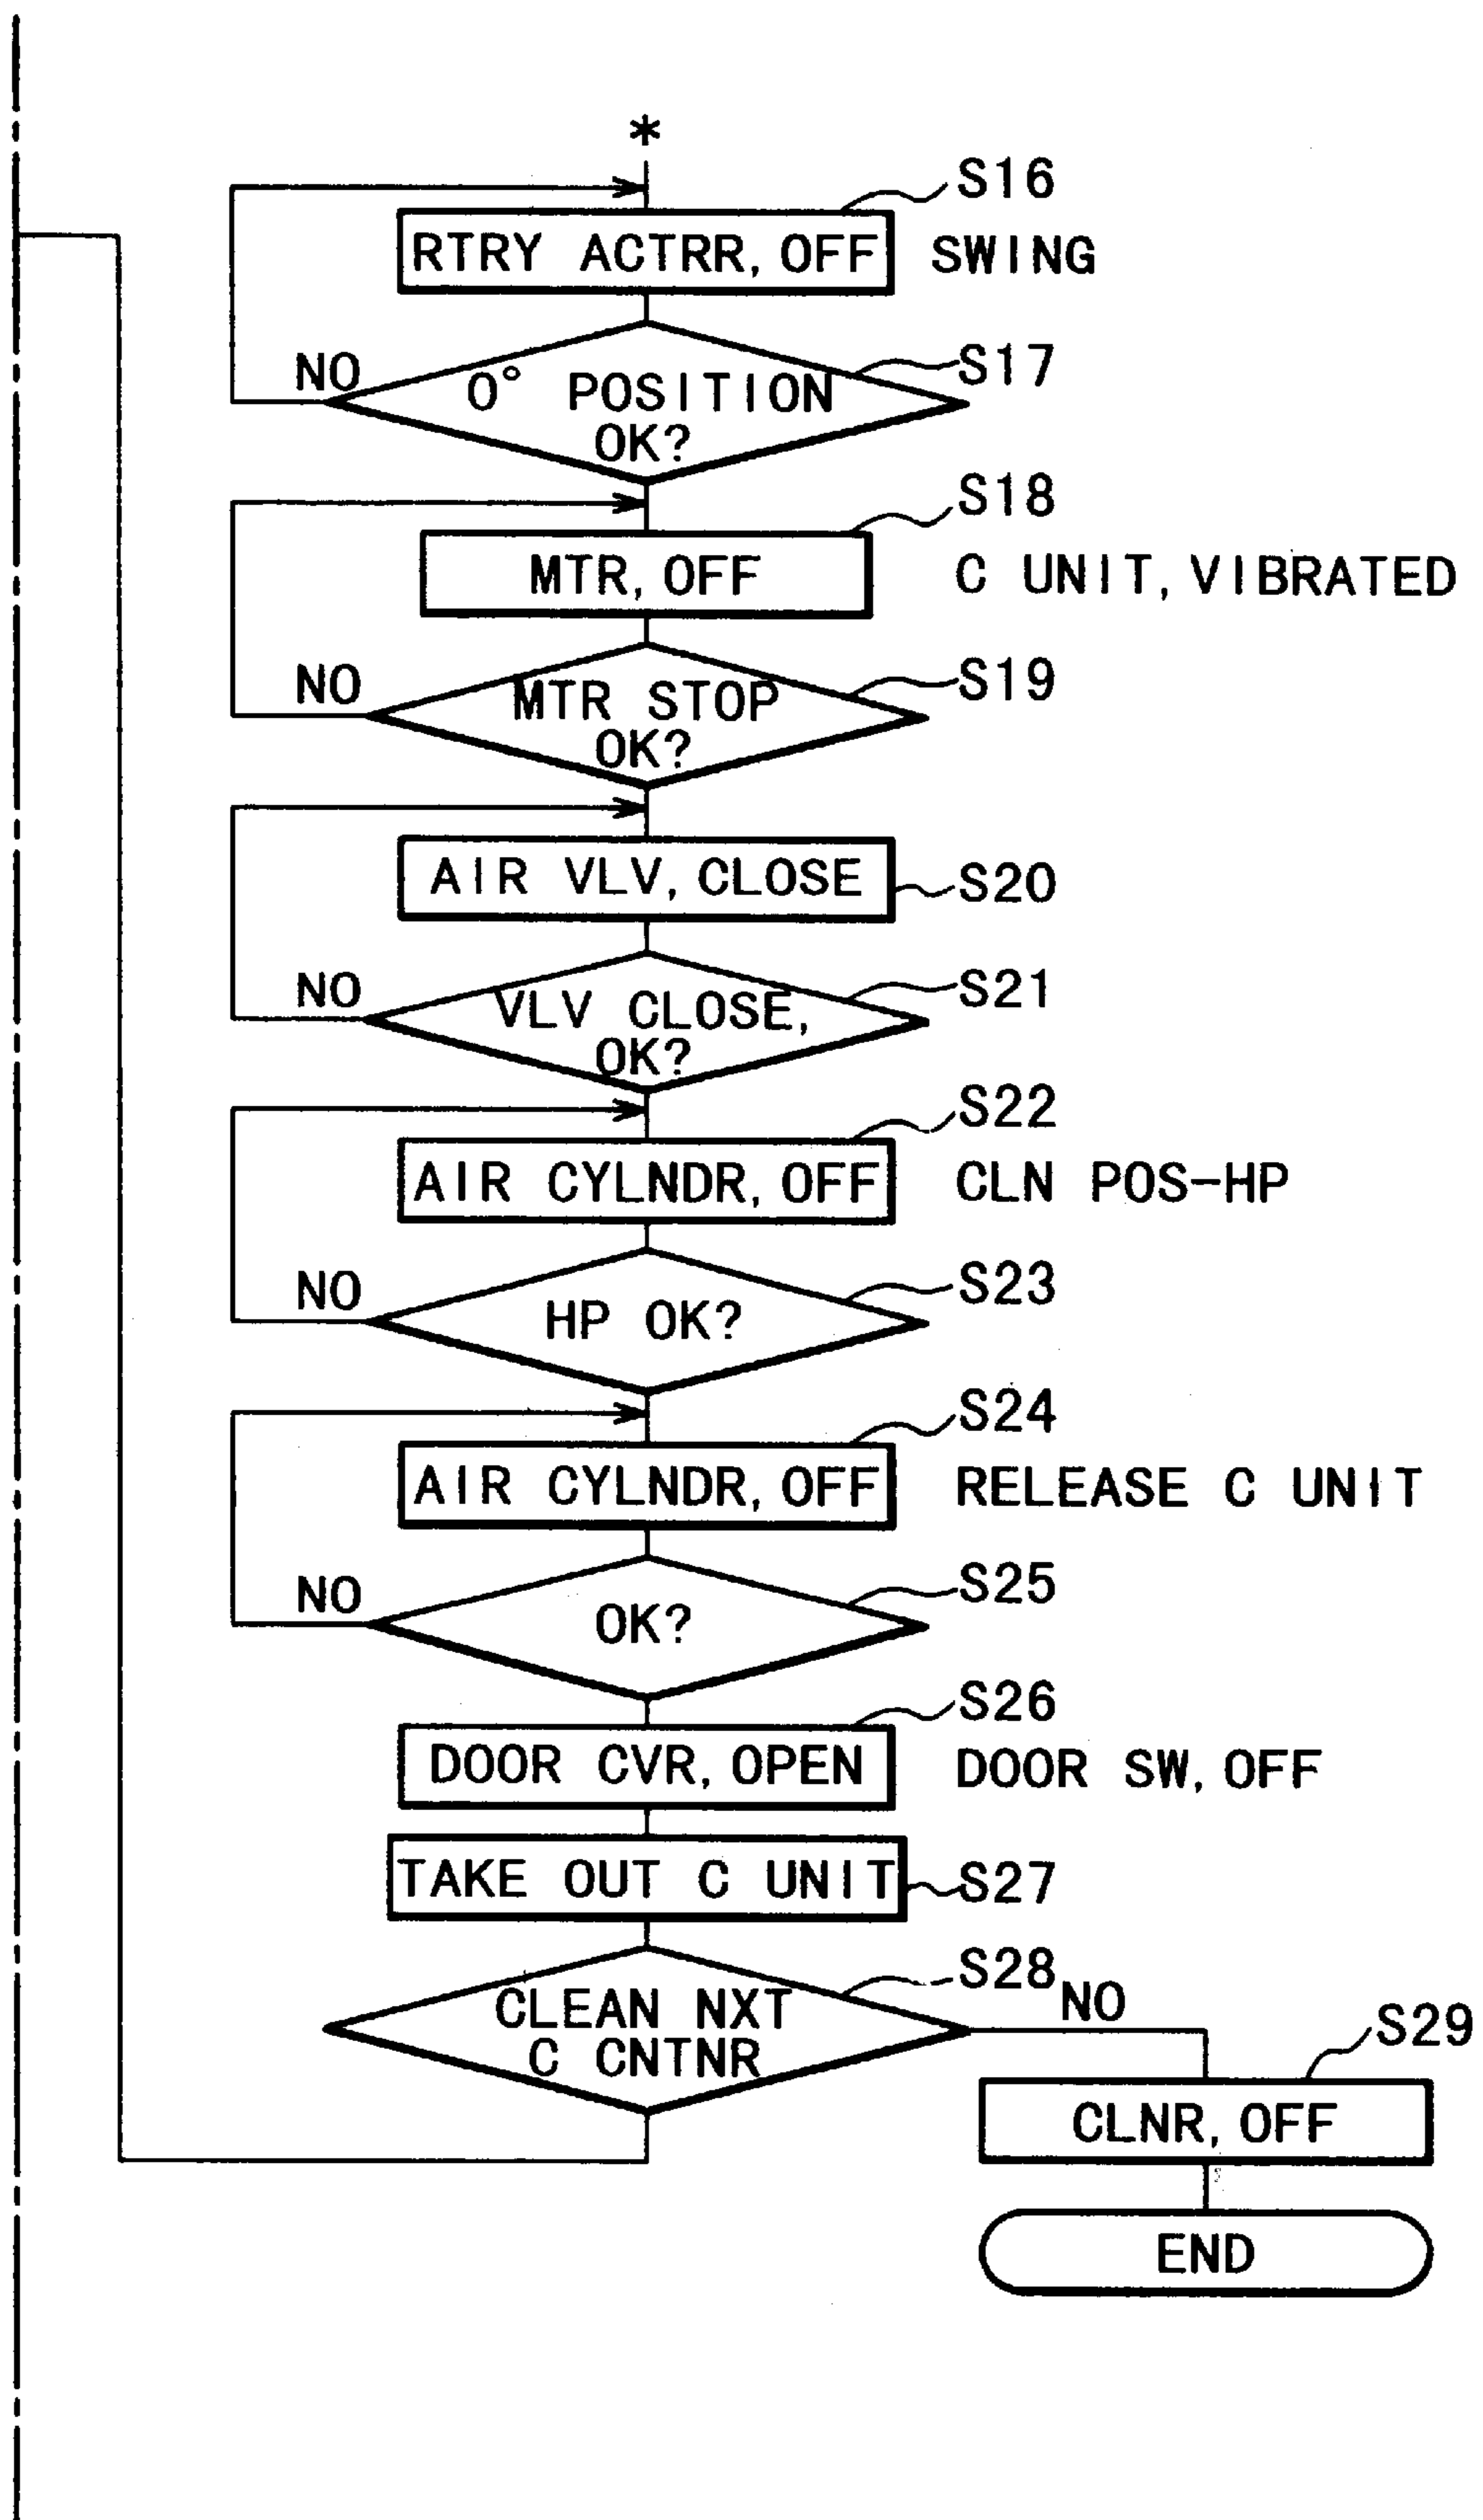 *
S16
RTRY ACTRR, OFF SWING
S17
NO
0° POSITION
OK?
S18
MTR, OFF C UNIT, VIBRATED
S19
NO
MTR STOP
OK?
AIR VLV, CLOSE S20
S21
NO
VLV CLOSE,
OK?
S22
AIR CYLNDR, OFF CLN POS-HP
S23
NO
HP OK?
S24
AIR CYLNDR, OFF RELEASE C UNIT
S25
NO
OK?
S26
DOOR CVR, OPEN DOOR SW, OFF
TAKE OUT C UNIT S27
S28
NO
CLEAN NXT
C CNTNR
S29
CLNR, OFF
END